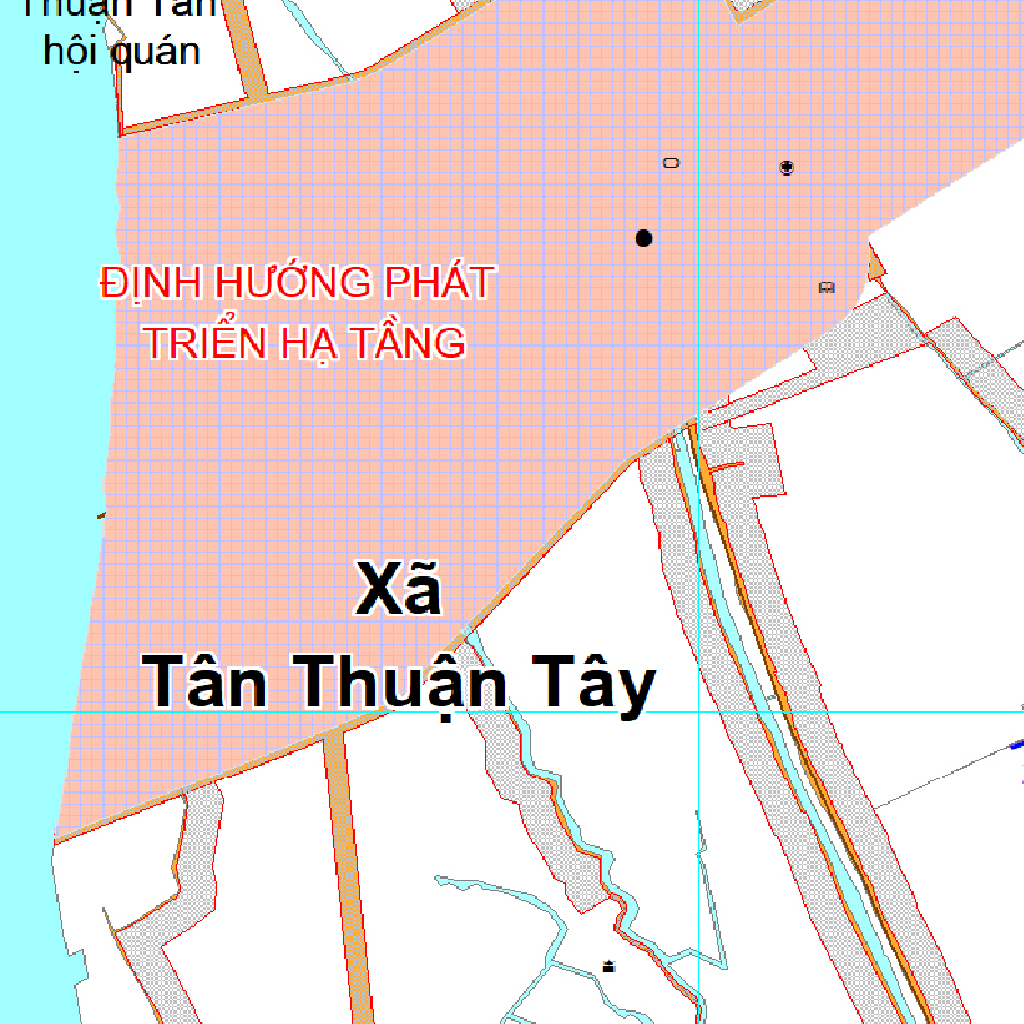 Thuận Tân
hội quán
ĐỊNH HƯỚNG PHÁT
TRIỂN HẠ TẦNG
Xã
Tân Thuận Tây